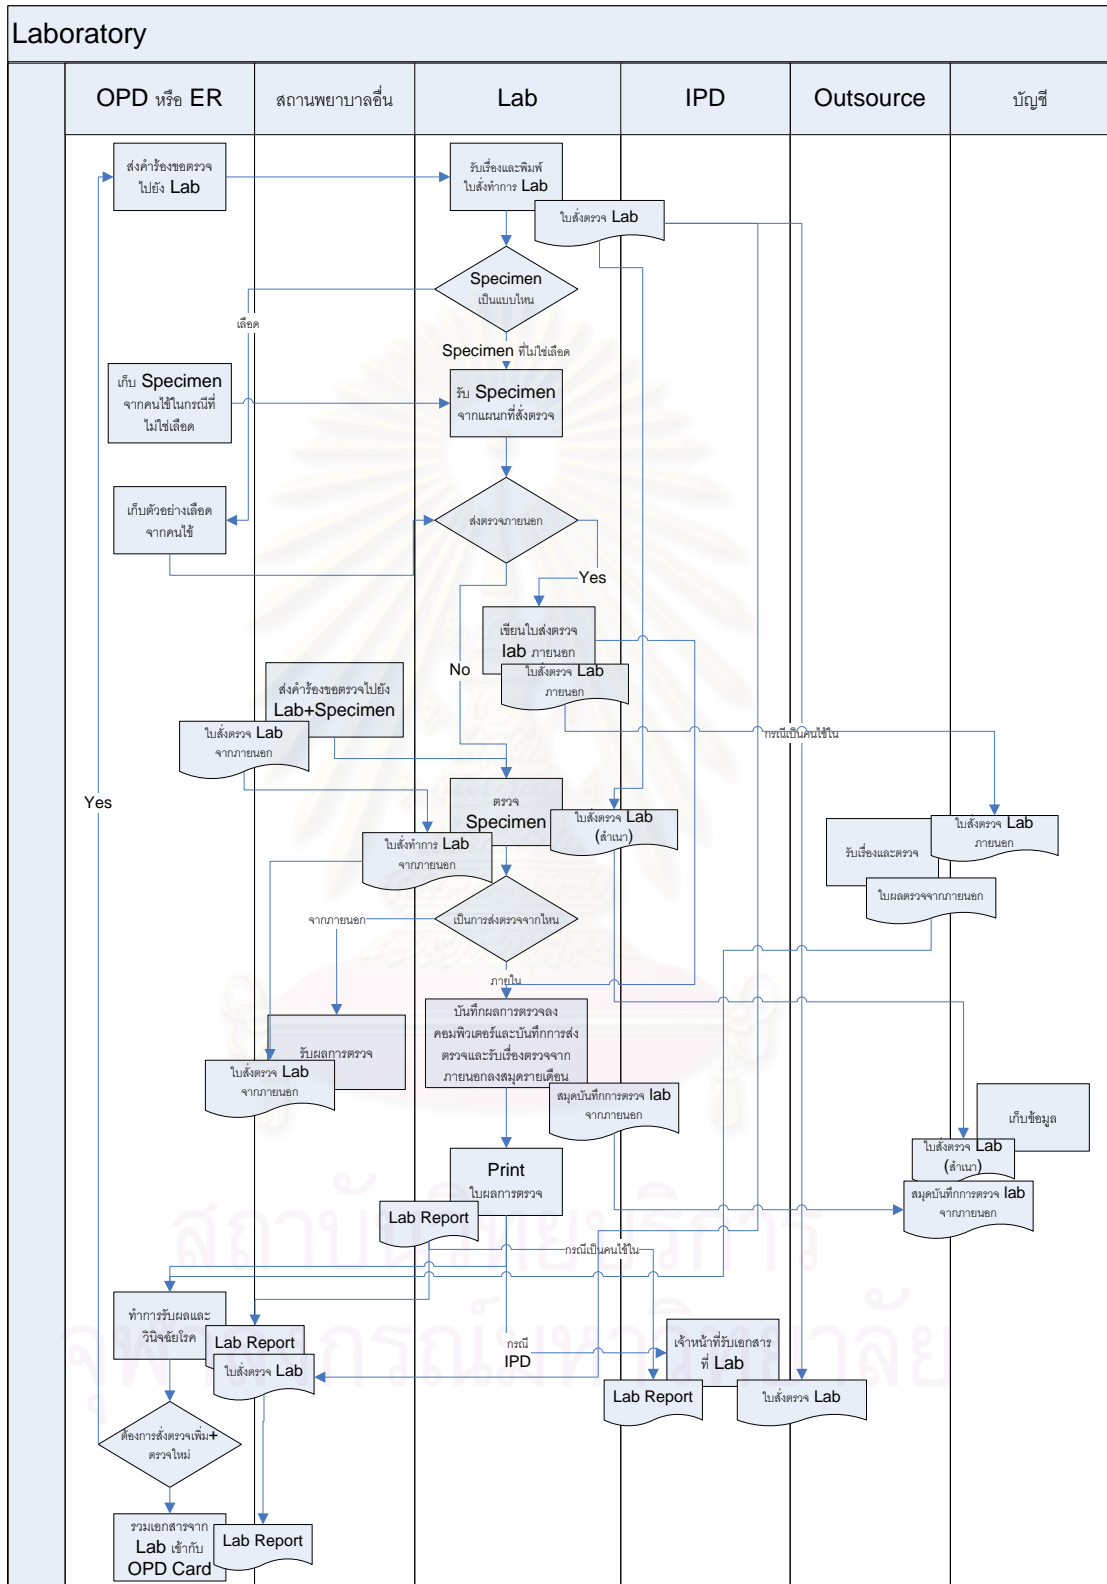 Laboratory
OPD หรือ ER
สถานพยาบาลอื่น
Lab
IPD
Outsource
บัญชี
ส่งคำร้องขอตรวจ
ไปยัง Lab
รับเรื่องและพิมพ์
ใบสั่งทำการ Lab
ใบสั่งตรวจ Lab
Specimen
เป็นแบบไหน
เลือด
Specimen ที่ไม่ใช่เลือด
เก็บ Specimen
จากคนไข้ในกรณีที่
ไม่ใช่เลือด
รับ Specimen
จากแผนกที่สั่งตรวจ
เก็บตัวอย่างเลือด
จากคนไข้
ส่งตรวจภายนอก
Yes
เขียนใบส่งตรวจ
lab ภายนอก
No
ใบสั่งตรวจ Lab
ภายนอก
ส่งคำร้องขอตรวจไปยัง
Lab+Specimen
ใบสั่งตรวจ Lab
จากภายนอก
กรณีเป็นคนไข้ใน
Yes
ตรวจ
Specimen
ใบสั่งตรวจ Lab
(สำเนา)
ใบสั่งตรวจ Lab
ภายนอก
รับเรื่องและตรวจ
ใบสั่งทำการ Lab
จากภายนอก
ใบผลตรวจจากภายนอก
จากภายนอก
เป็นการส่งตรวจจากไหน
ภายใน
บันทึกผลการตรวจลง
คอมพิวเตอร์และบันทึกการส่ง
ตรวจและรับเรื่องตรวจจาก
ภายนอกลงสมุดรายเดือน
รับผลการตรวจ
ใบสั่งตรวจ Lab
จากภายนอก
สมุดบันทึกการตรวจ lab
จากภายนอก
เก็บข้อมูล
ใบสั่งตรวจ Lab
(สำเนา)
Print
ใบผลการตรวจ
สมุดบันทึกการตรวจ lab
จากภายนอก
Lab Report
กรณีเป็นคนไข้ใน
สถาบันวิทยบริการ
จุฬาลงกรณ์มหาวิทยาลัย
ทำการรับผลและ
วินิจฉัยโรค
Lab Report
ใบสั่งตรวจ Lab
กรณี
IPD
เจ้าหน้าที่รับเอกสาร
ที่ Lab
Lab Report
ใบสั่งตรวจ Lab
ต้องการสั่งตรวจเพิ่ม+
ตรวจใหม่
รวมเอกสารจาก
Lab เข้ากับ
OPD Card
Lab Report